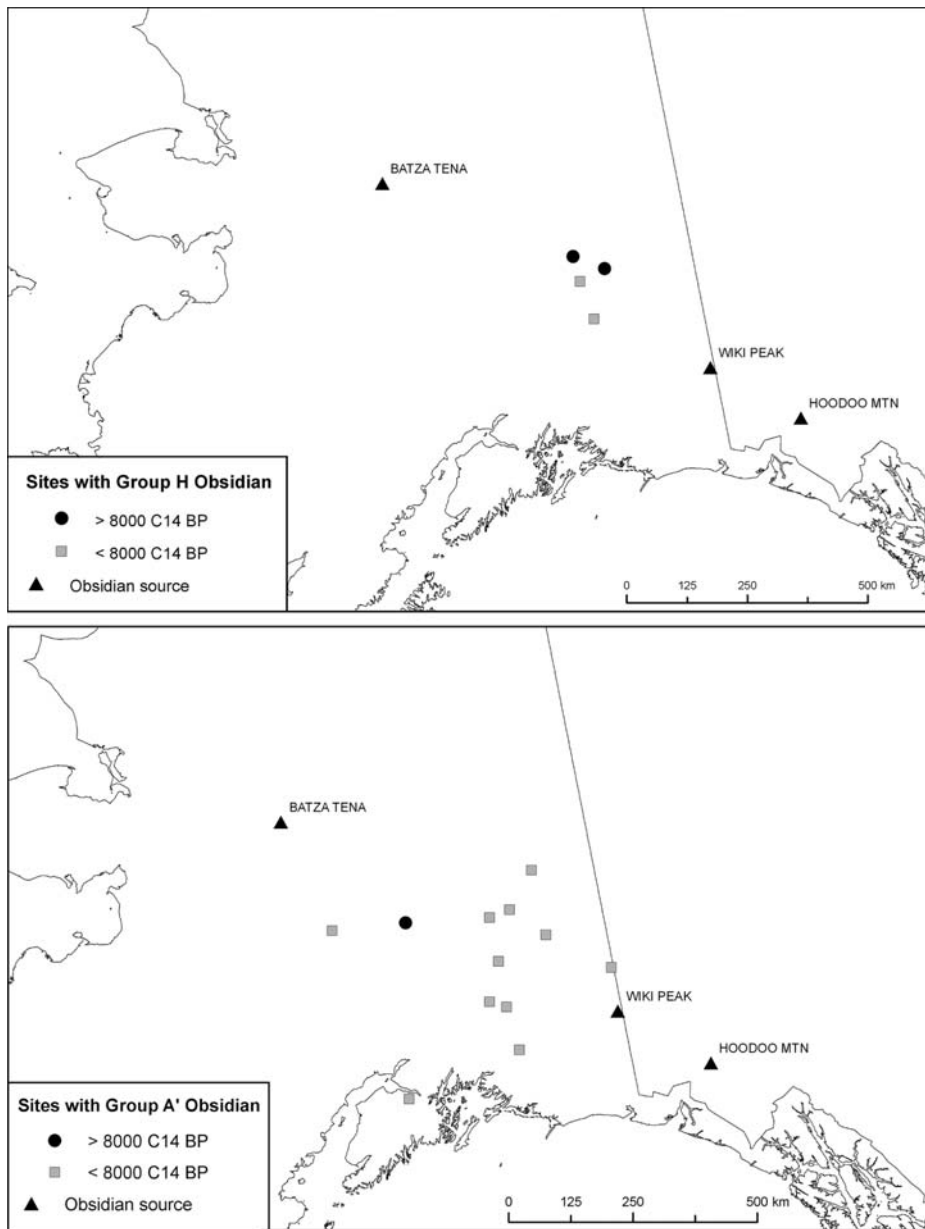 BATZA TENA
WIKI PEAK
HOODOO MTN
Sites with Group H Obsidian
> 8000 C14 BP
< 8000 C14 BP
Obsidian source
0 125 250 500 km
BATZA TENA
WIKI PEAK
HOODOO MTN
Sites with Group A' Obsidian
> 8000 C14 BP
< 8000 C14 BP
Obsidian source
0 125 250 500 km